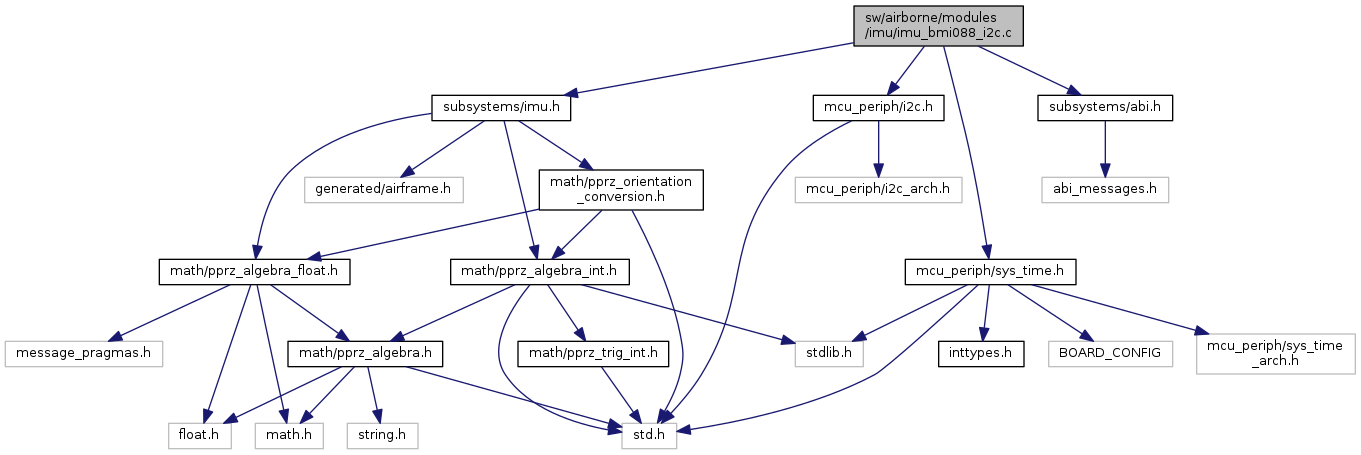 sw/airborne/modules
/imu/imu_bmi088_i2c.c
subsystems/imu.h
mcu_periph/i2c.h
subsystems/abi.h
generated/airframe.h
math/pprz_orientation
_conversion.h
mcu_periph/i2c_arch.h
abi_messages.h
math/pprz_algebra_float.h
math/pprz_algebra_int.h
mcu_periph/sys_time.h
message_pragmas.h
math/pprz_algebra.h
math/pprz_trig_int.h
stdlib.h
inttypes.h
BOARD_CONFIG
mcu_periph/sys_time
_arch.h
float.h
math.h
string.h
std.h